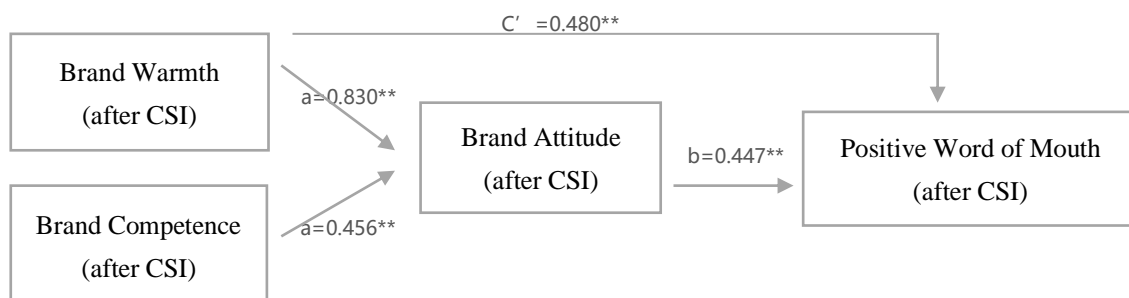 C’ =0.480**
Brand Warmth
(after CSI)
a=0.830**
Brand Attitude
(after CSI)
b=0.447**
Positive Word of Mouth
(after CSI)
Brand Competence
(after CSI)
a=0.456**